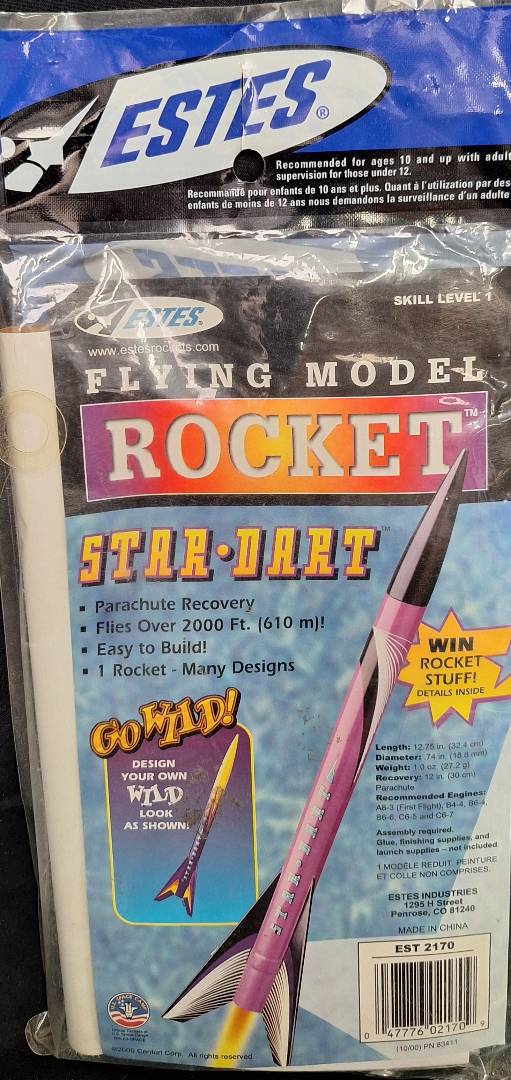 ESTES®
Recommended for ages 10 and up with adult
supervision for those under 12.
Recommandé pour enfants de 10 ans et plus. Quant à l'utilization par des
enfants de moins de 12 ans nous demandons la surveillance d'un adulte
ESTES.
SKILL LEVEL 1
www.estesrockets.com
FLYING MODEL
ROCKET™
STAR•DART™
▪ Parachute Recovery
▪ Flies Over 2000 Ft. (610 m)!
▪ Easy to Build!
▪ 1 Rocket - Many Designs
WIN
ROCKET
STUFF!
DETAILS INSIDE
GO WILD!
DESIGN
YOUR OWN
WILD
LOOK
AS SHOWN!
STAR•DART
Length: 12.75 in. (32.4 cm)
Diameter: .74 in. (18.8 mm)
Weight: 1.0 oz. (27.2 g)
Recovery: 12 in. (30 cm)
Parachute
Recommended Engines:
A8-3 (First Flight), B4-4, B6-4,
B6-6, C6-5 and C6-7
Assembly required.
Glue, finishing supplies, and
launch supplies - not included.
1 MODÈLE REDUIT. PEINTURE
ET COLLE NON COMPRISES.
ESTES INDUSTRIES
1295 H Street
Penrose, CO 81240
MADE IN CHINA
EST 2170
0 47776 02170 9
(10/00) PN 83411
©2000 Centuri Corp. All rights reserved.